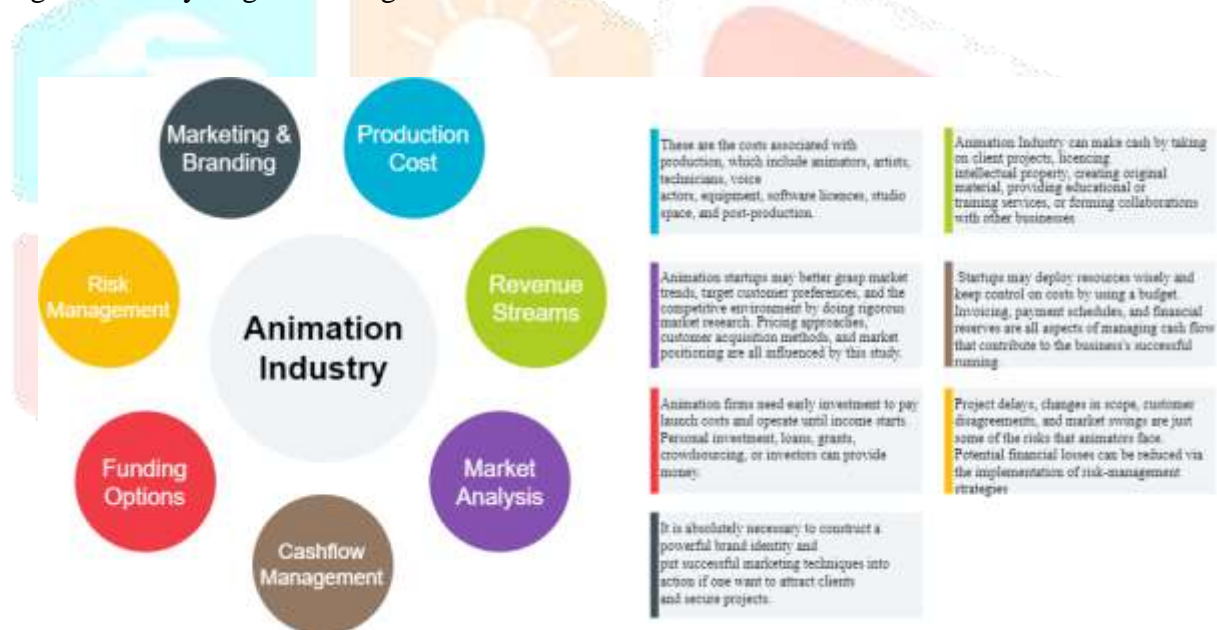 Marketing &
Branding
Production
Cost
Risk
Management
Revenue
Streams
Animation
Industry
Funding
Options
Market
Analysis
Cashflow
Management
These are the costs associated with
production, which include animators, artists,
technicians, voice
actors, equipment, software licences, studio
space, and post-production.
Animation Industry can make cash by taking
on client projects, licencing
intellectual property, creating original
material, providing educational or
training services, or forming collaborations
with other businesses
Animation startups may better grasp market
trends, target customer preferences, and the
competitive environment by doing rigorous
market research. Pricing approaches,
customer acquisition methods, and market
positioning are all influenced by this study.
Startups may deploy resources wisely and
keep control on costs by using a budget.
Invoicing, payment schedules, and financial
reserves are all aspects of managing cash flow
that contribute to the business's successful
running.
Animation firms need early investment to pay
launch costs and operate until income starts.
Personal investment, loans, grants,
crowdsourcing, or investors can provide
money.
Project delays, changes in scope, customer
disagreements, and market swings are just
some of the risks that animators face.
Potential financial losses can be reduced via
the implementation of risk-management
strategies
It is absolutely necessary to construct a
powerful brand identity and
put successful marketing techniques into
action if one want to attract clients
and secure projects.